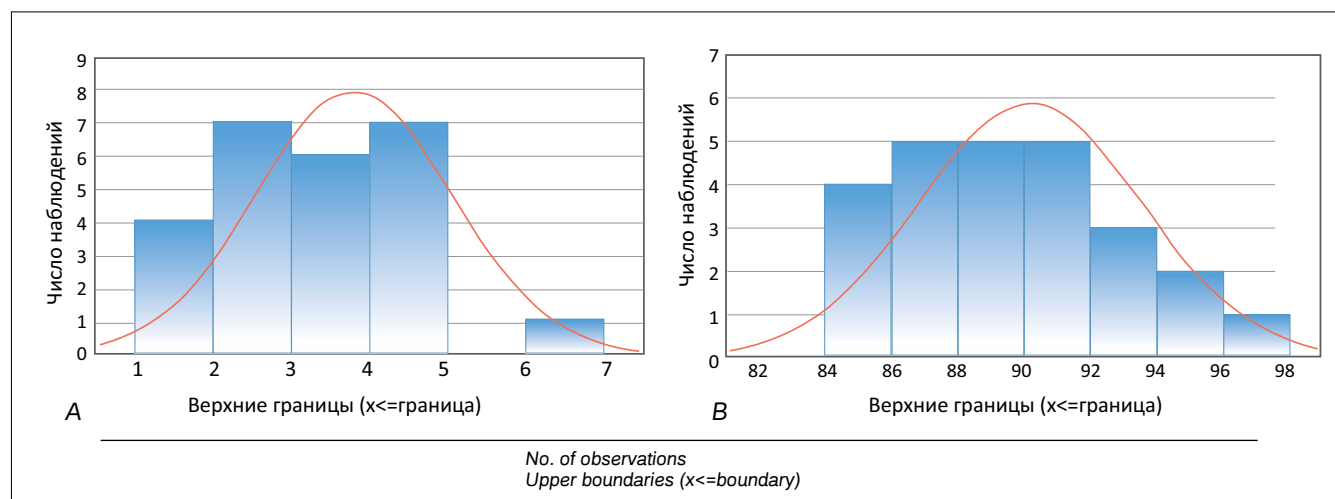 9
8
7
6
5
4
3
2
1
0
Число наблюдений
1 2 3 4 5 6 7
Верхние границы (x<=граница)
A
7
6
5
4
3
2
1
0
Число наблюдений
82 84 86 88 90 92 94 96 98
Верхние границы (x<=граница)
B
No. of observations
Upper boundaries (x<=boundary)